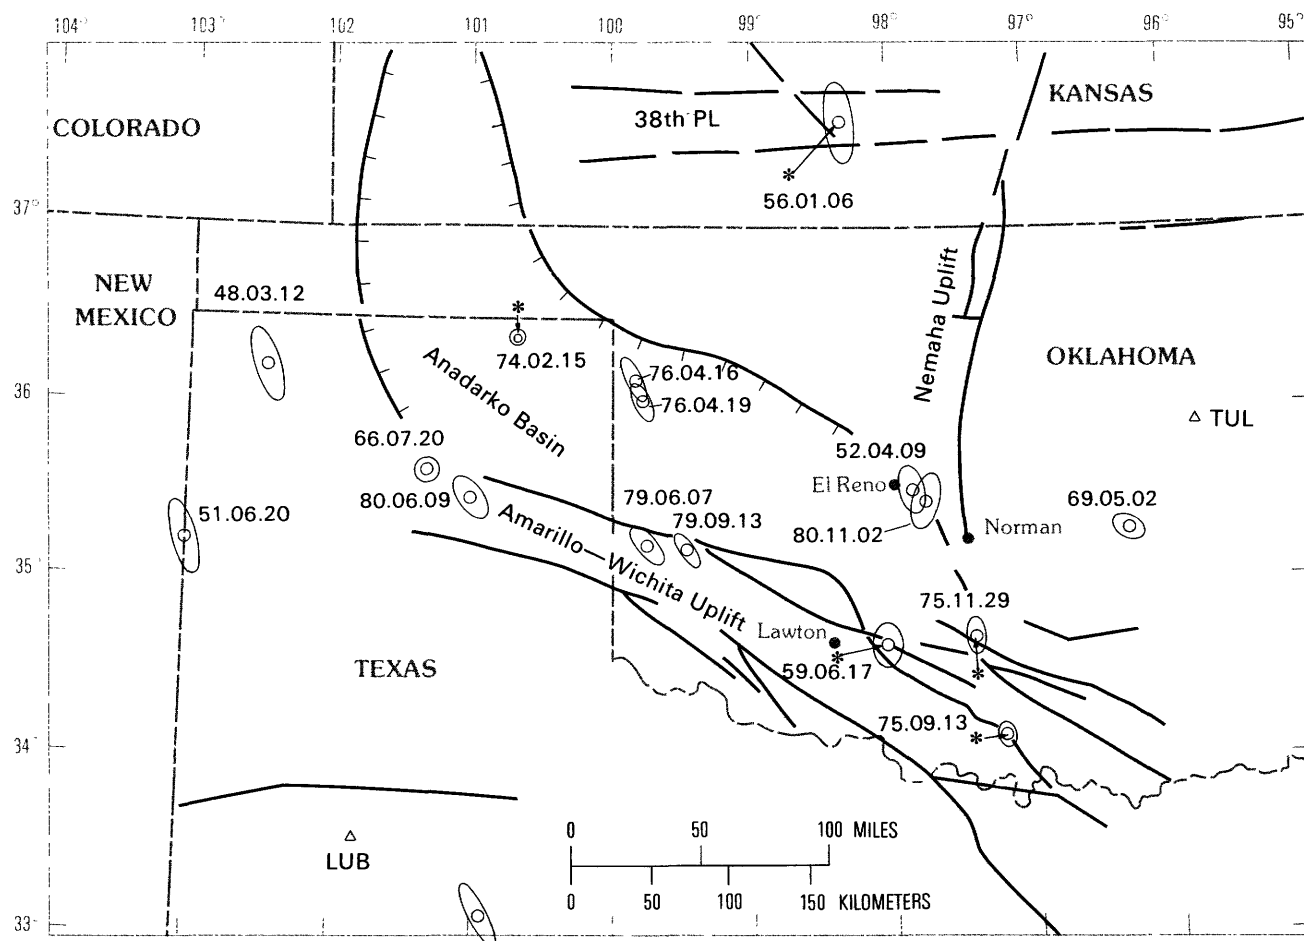 104° 103° 102 101 100 99° 98° 97° 96° 95°
KANSAS
38th PL
COLORADO
*
56.01.06
37°
NEW
MEXICO
48.03.12
Nemaha Uplift
*
74.02.15
OKLAHOMA
Anadarko Basin
76.04.16
36
76.04.19
TUL
66.07.20
52.04.09
El Reno
80.06.09
79.06.07
69.05.02
51.06.20
79.09.13
80.11.02
Norman
Amarillo—Wichita Uplift
35
75.11.29
Lawton
*
59.06.17
*
TEXAS
75.09.13
*
34
0 50 100 MILES
LUB
0 50 100 150 KILOMETERS
33